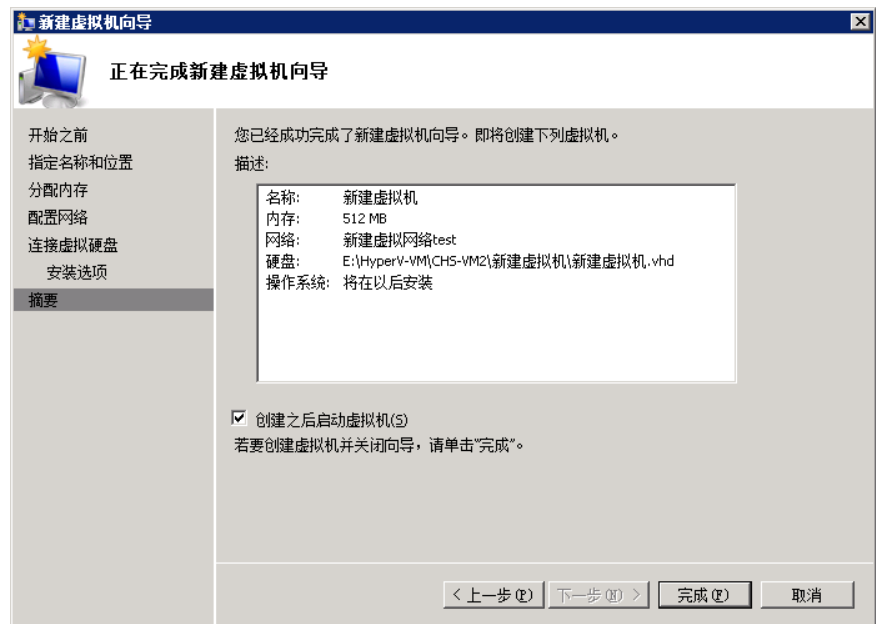 新建虚拟机向导
正在完成新建虚拟机向导
开始之前
指定名称和位置
分配内存
配置网络
连接虚拟硬盘
安装选项
摘要
您已经成功完成了新建虚拟机向导。即将创建下列虚拟机。
描述:
名称: 新建虚拟机
内存: 512 MB
网络: 新建虚拟网络test
硬盘: E:\HyperV-VM\CHS-VM2\新建虚拟机\新建虚拟机.vhd
操作系统: 将在以后安装
创建之后启动虚拟机(S)
若要创建虚拟机并关闭向导，请单击"完成"。
< 上一步(P) 下一步(N) > 完成(F) 取消